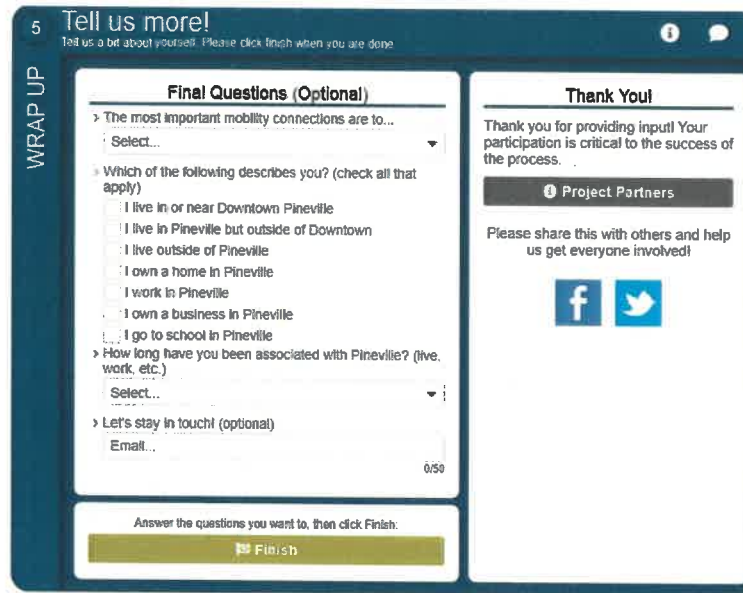 5
Tell us more!
Tell us a bit about yourself. Please click finish when you are done
WRAP UP
Final Questions (Optional)
> The most important mobility connections are to...
Select...
> Which of the following describes you? (check all that
apply)
I live in or near Downtown Pineville
I live in Pineville but outside of Downtown
I live outside of Pineville
I own a home in Pineville
I work in Pineville
I own a business in Pineville
I go to school in Pineville
> How long have you been associated with Pineville? (live,
work, etc.)
Select...
> Let's stay in touch! (optional)
Email...
0/50
Answer the questions you want to, then click Finish:
Finish
Thank You!
Thank you for providing input! Your
participation is critical to the success of
the process.
Project Partners
Please share this with others and help
us get everyone involved!